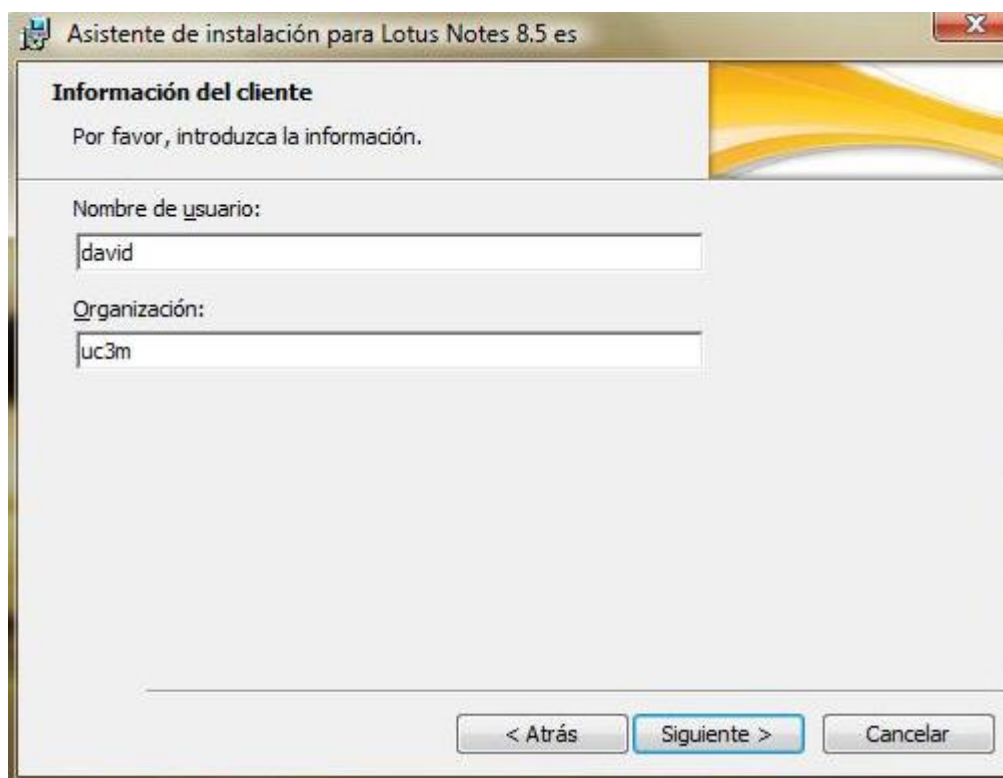 Asistente de instalación para Lotus Notes 8.5 es
Información del cliente
Por favor, introduzca la información.
Nombre de usuario:
david
Organización:
uc3m
< Atrás
Siguiente >
Cancelar